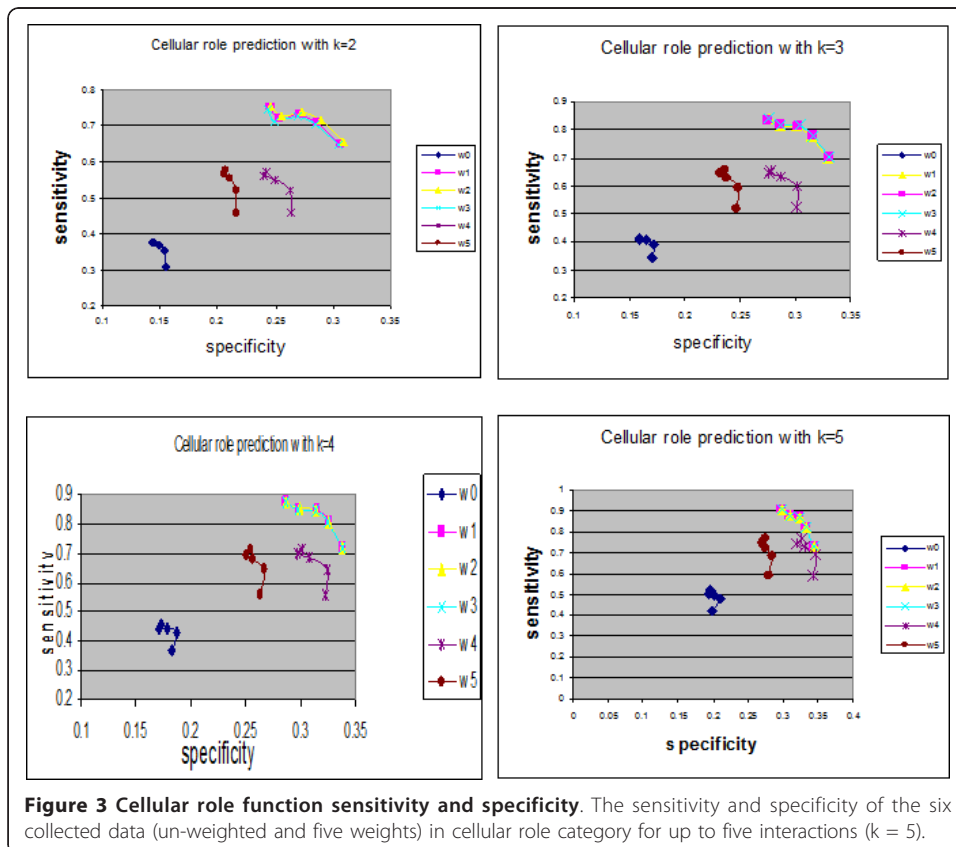 Cellular role prediction with k=2
0.8
0.7
0.6
0.5
0.4
0.3
0.2
sensitivity
0.1 0.15 0.2 0.25 0.3 0.35
specificity
w0
w1
w2
w3
w4
w5
Cellular role prediction with k=3
0.9
0.8
0.7
0.6
0.5
0.4
0.3
0.2
sensitivity
0.1 0.15 0.2 0.25 0.3 0.35
specificity
w0
w1
w2
w3
w4
w5
Cellular role prediction with k=4
0.9
0.8
0.7
0.6
0.5
0.4
0.3
0.2
sensitivity
0.1 0.15 0.2 0.25 0.3 0.35
specificity
w0
w1
w2
w3
w4
w5
Cellular role prediction with k=5
1
0.9
0.8
0.7
0.6
0.5
0.4
0.3
0.2
0.1
0
sensitivity
0 0.05 0.1 0.15 0.2 0.25 0.3 0.35 0.4
specificity
w0
w1
w2
w3
w4
w5
Figure 3 Cellular role function sensitivity and specificity. The sensitivity and specificity of the six
collected data (un-weighted and five weights) in cellular role category for up to five interactions (k = 5).